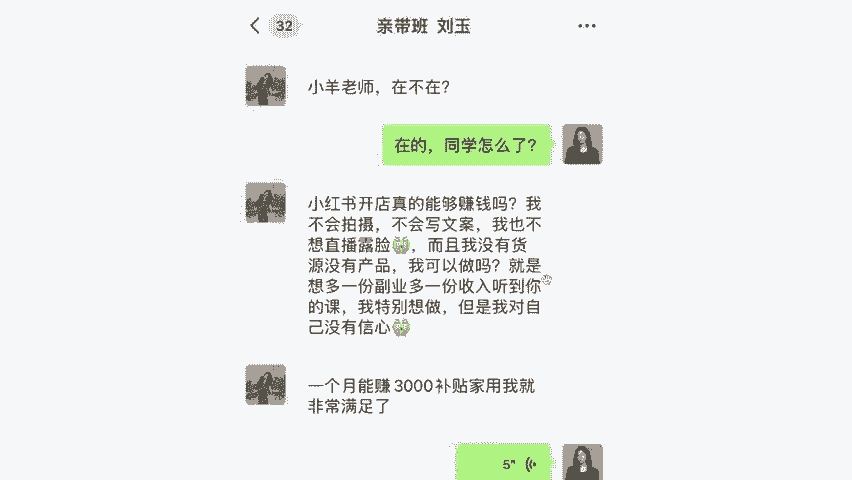 32
亲带班 刘玉
小羊老师，在不在？
在的，同学怎么了？
小红书开店真的能够赚钱吗？我
不会拍摄，不会写文案，我也不
想直播露脸，而且我没有货
源没有产品，我可以做吗？就是
想多一份副业多一份收入听到你
的课，我特别想做，但是我对自
己没有信心
一个月能赚3000补贴家用我就
非常满足了
5"